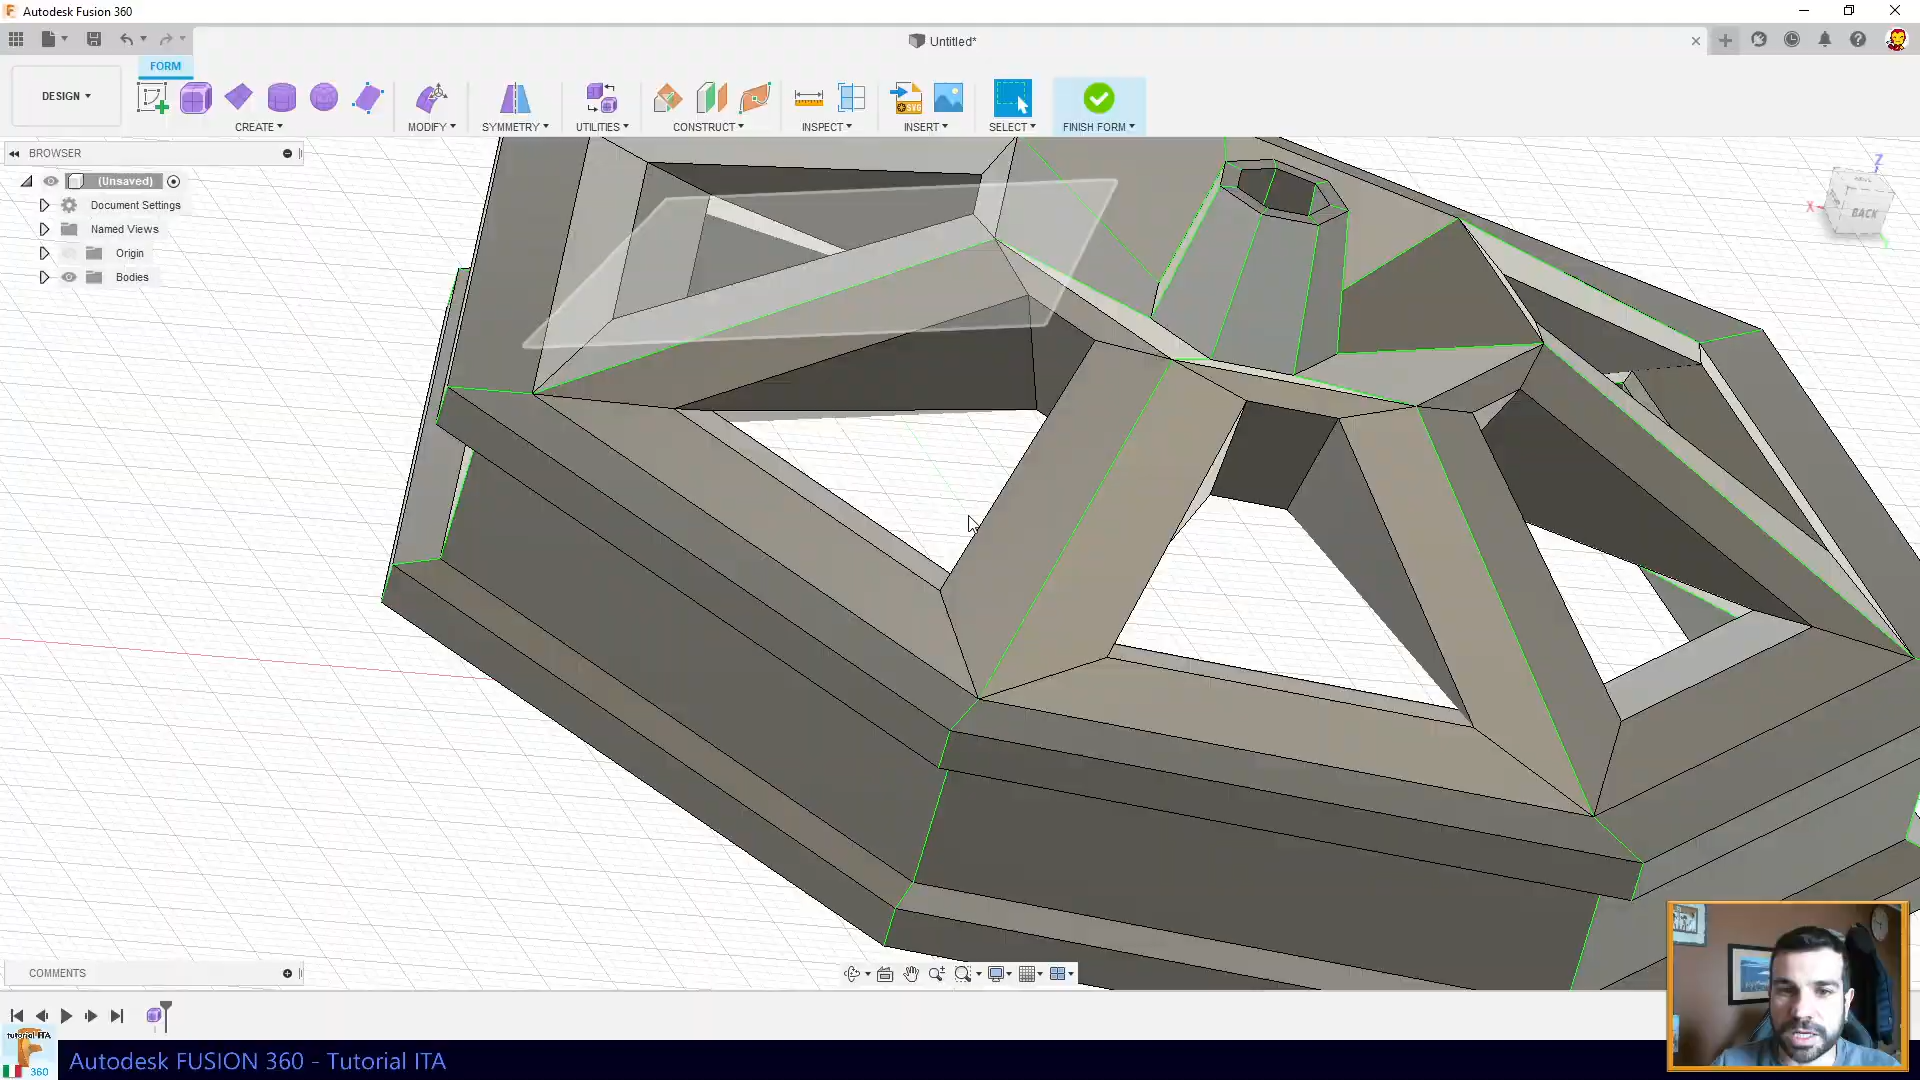 Autodesk Fusion 360
Untitled*
FORM
DESIGN
CREATE
MODIFY
SYMMETRY
UTILITIES
CONSTRUCT
INSPECT
INSERT
SELECT
FINISH FORM
BROWSER
(Unsaved)
Document Settings
Named Views
Origin
Bodies
Z
X
BACK
SVG
COMMENTS
tutorial ITA
360
Autodesk FUSION 360 - Tutorial ITA